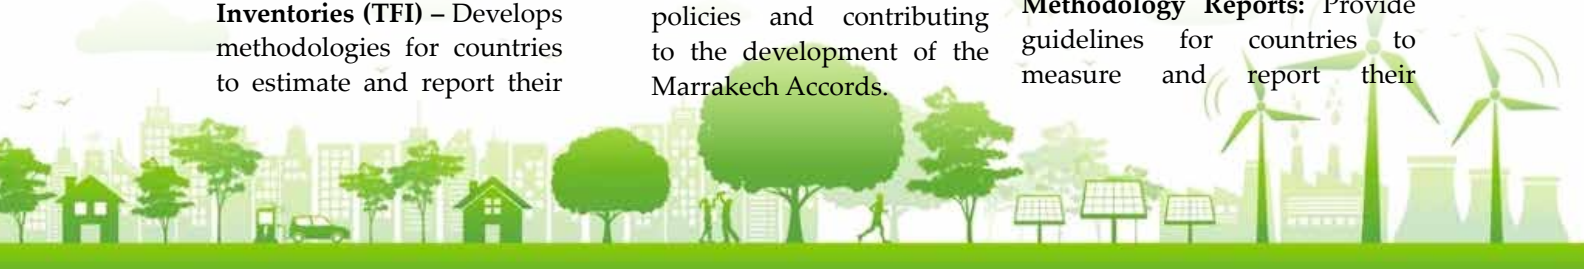 Inventories (TFI) – Develops
methodologies for countries
to estimate and report their
policies and contributing
to the development of the
Marrakech Accords.
Methodology Reports: Provide
guidelines for countries to
measure and report their